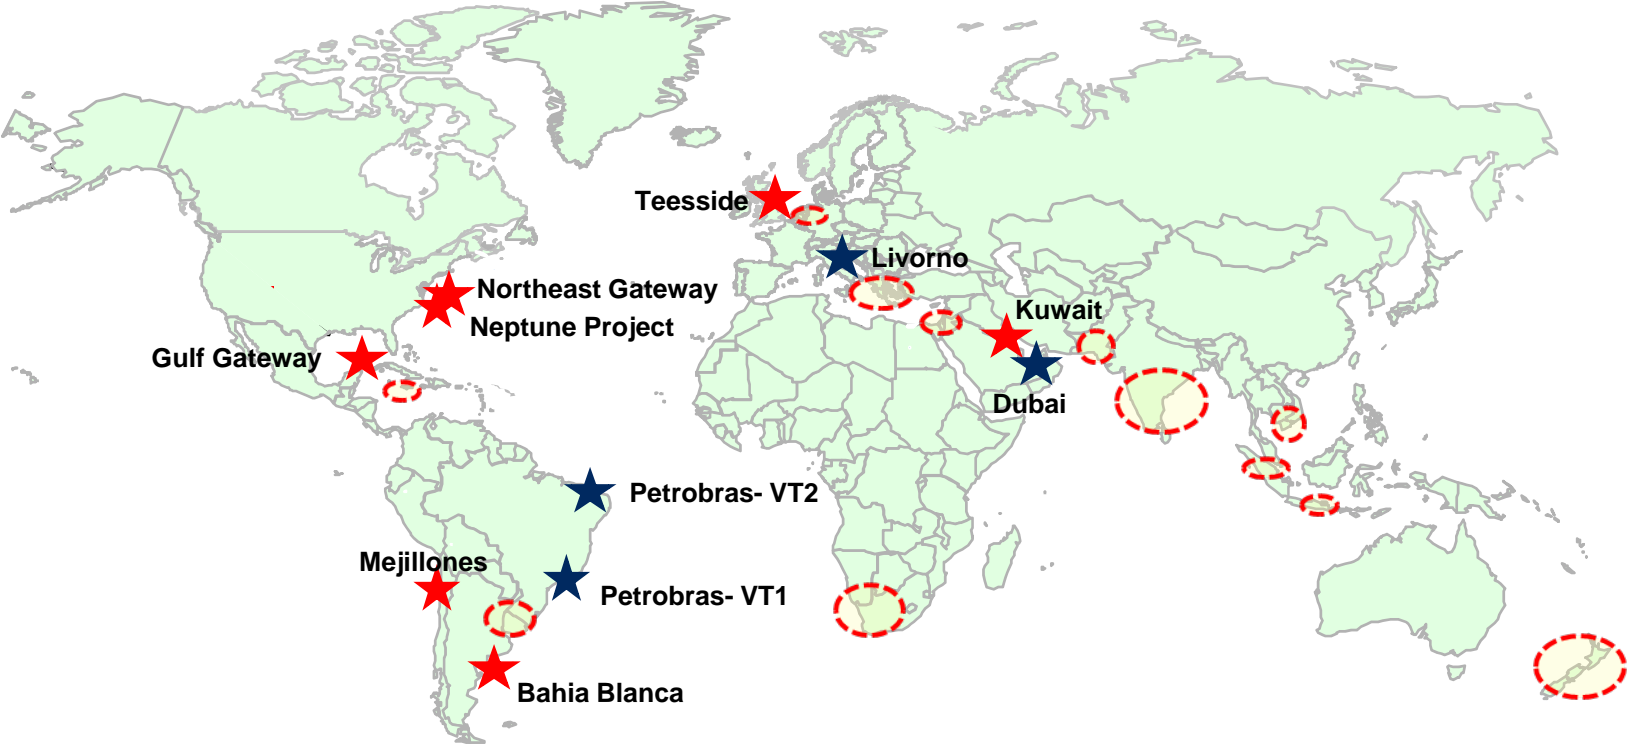 Teesside
Livorno
Northeast Gateway
Kuwait
Neptune Project
Gulf Gateway
Dubai
Petrobras- VT2
Mejillones
Petrobras- VT1
Bahia Blanca